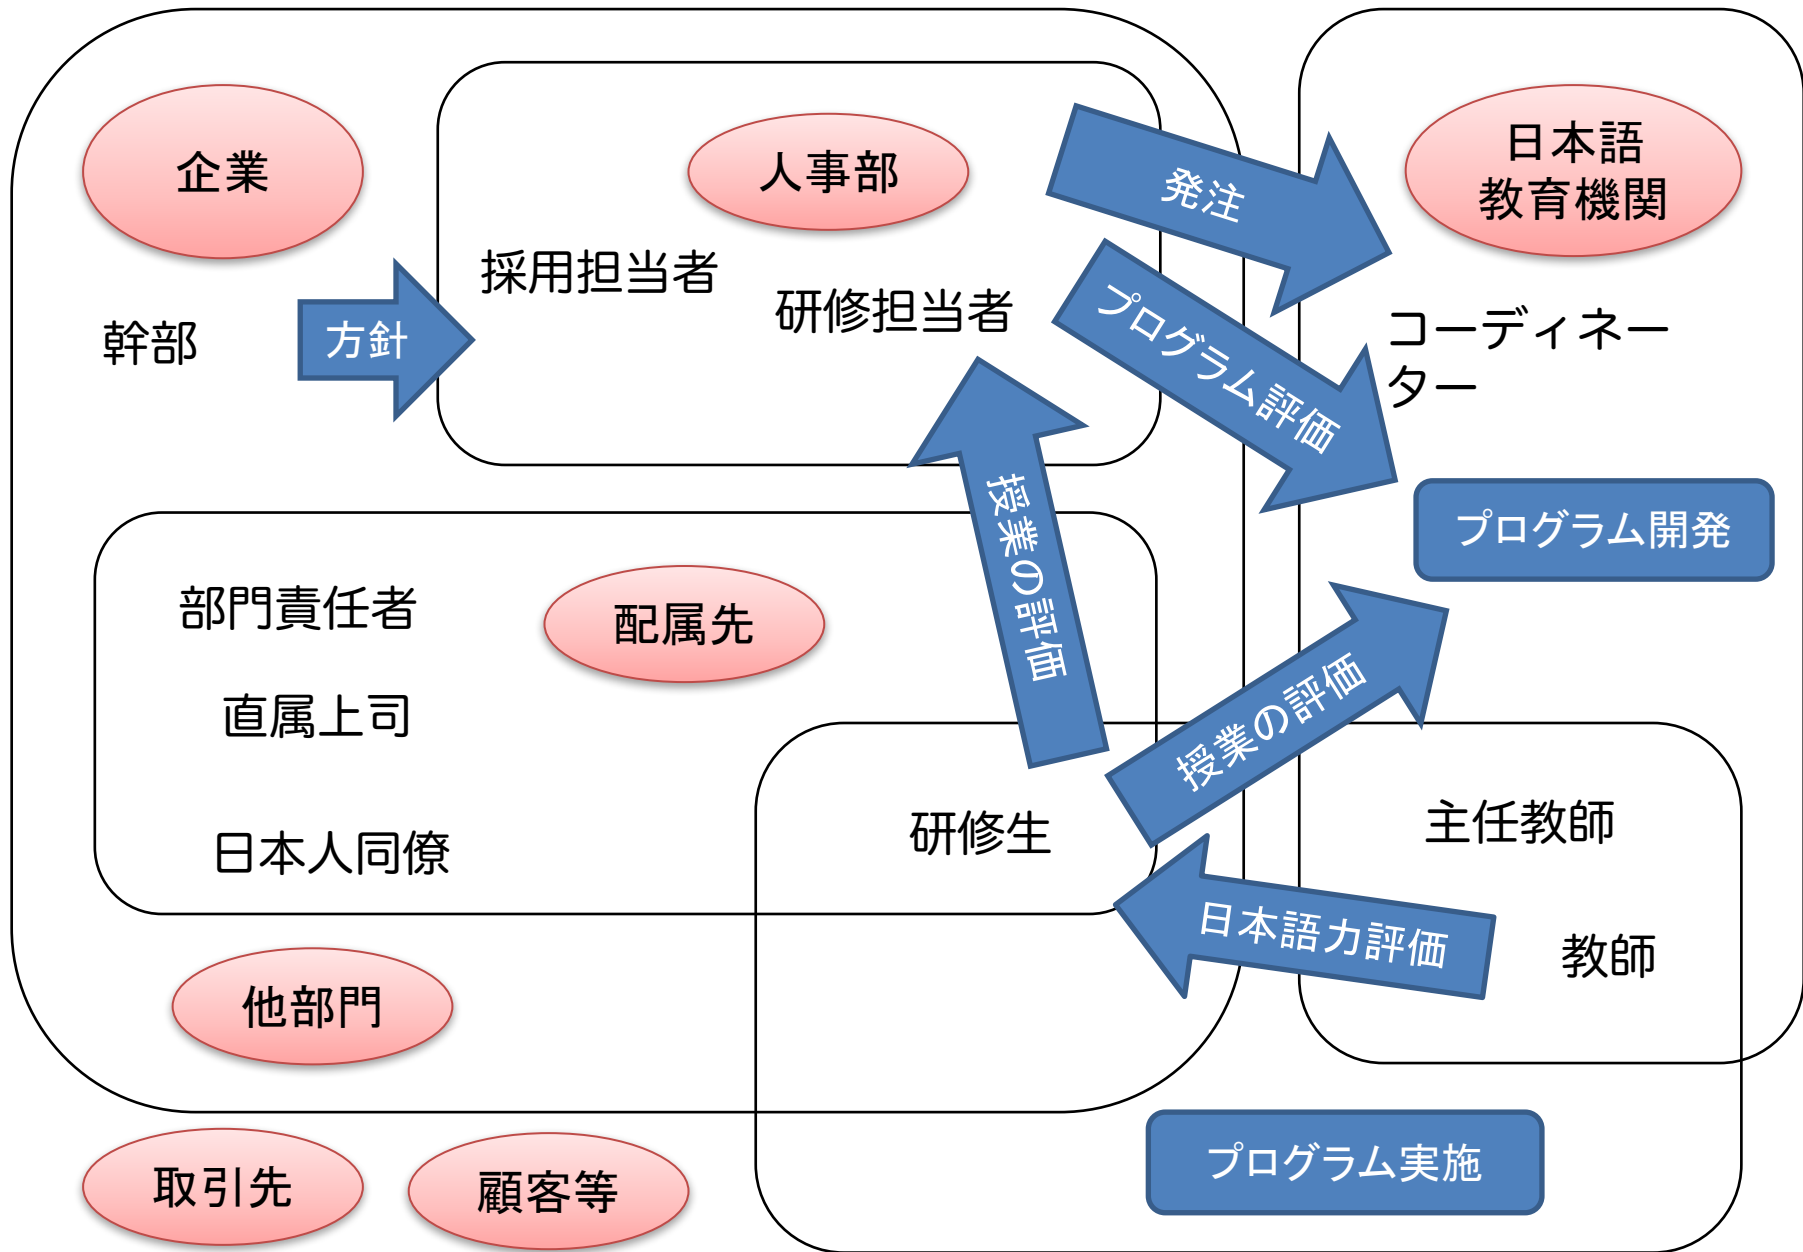 企業
人事部
発注
日本語
教育機関
採用担当者
研修担当者
幹部
方針
プログラム評価
コーディネー
ター
授業の評価
プログラム開発
部門責任者
配属先
直属上司
授業の評価
日本人同僚
研修生
主任教師
日本語力評価
教師
他部門
取引先
顧客等
プログラム実施